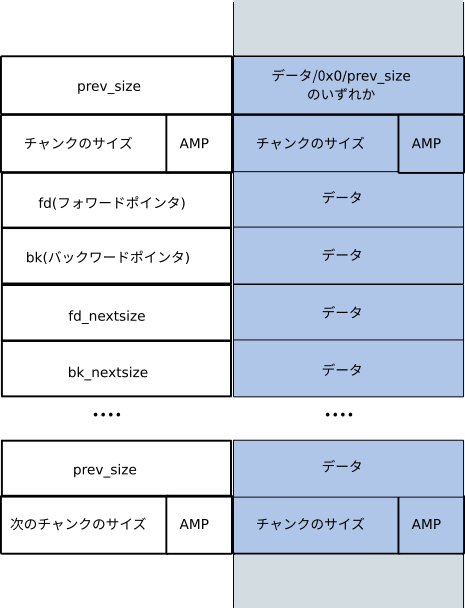 prev_size
データ/0x0/prev_size
のいずれか
チャンクのサイズ
AMP
チャンクのサイズ
AMP
fd(フォワードポインタ)
データ
bk(バックワードポインタ)
データ
fd_nextsize
データ
bk_nextsize
データ
••••
••••
prev_size
データ
次のチャンクのサイズ
AMP
チャンクのサイズ
AMP